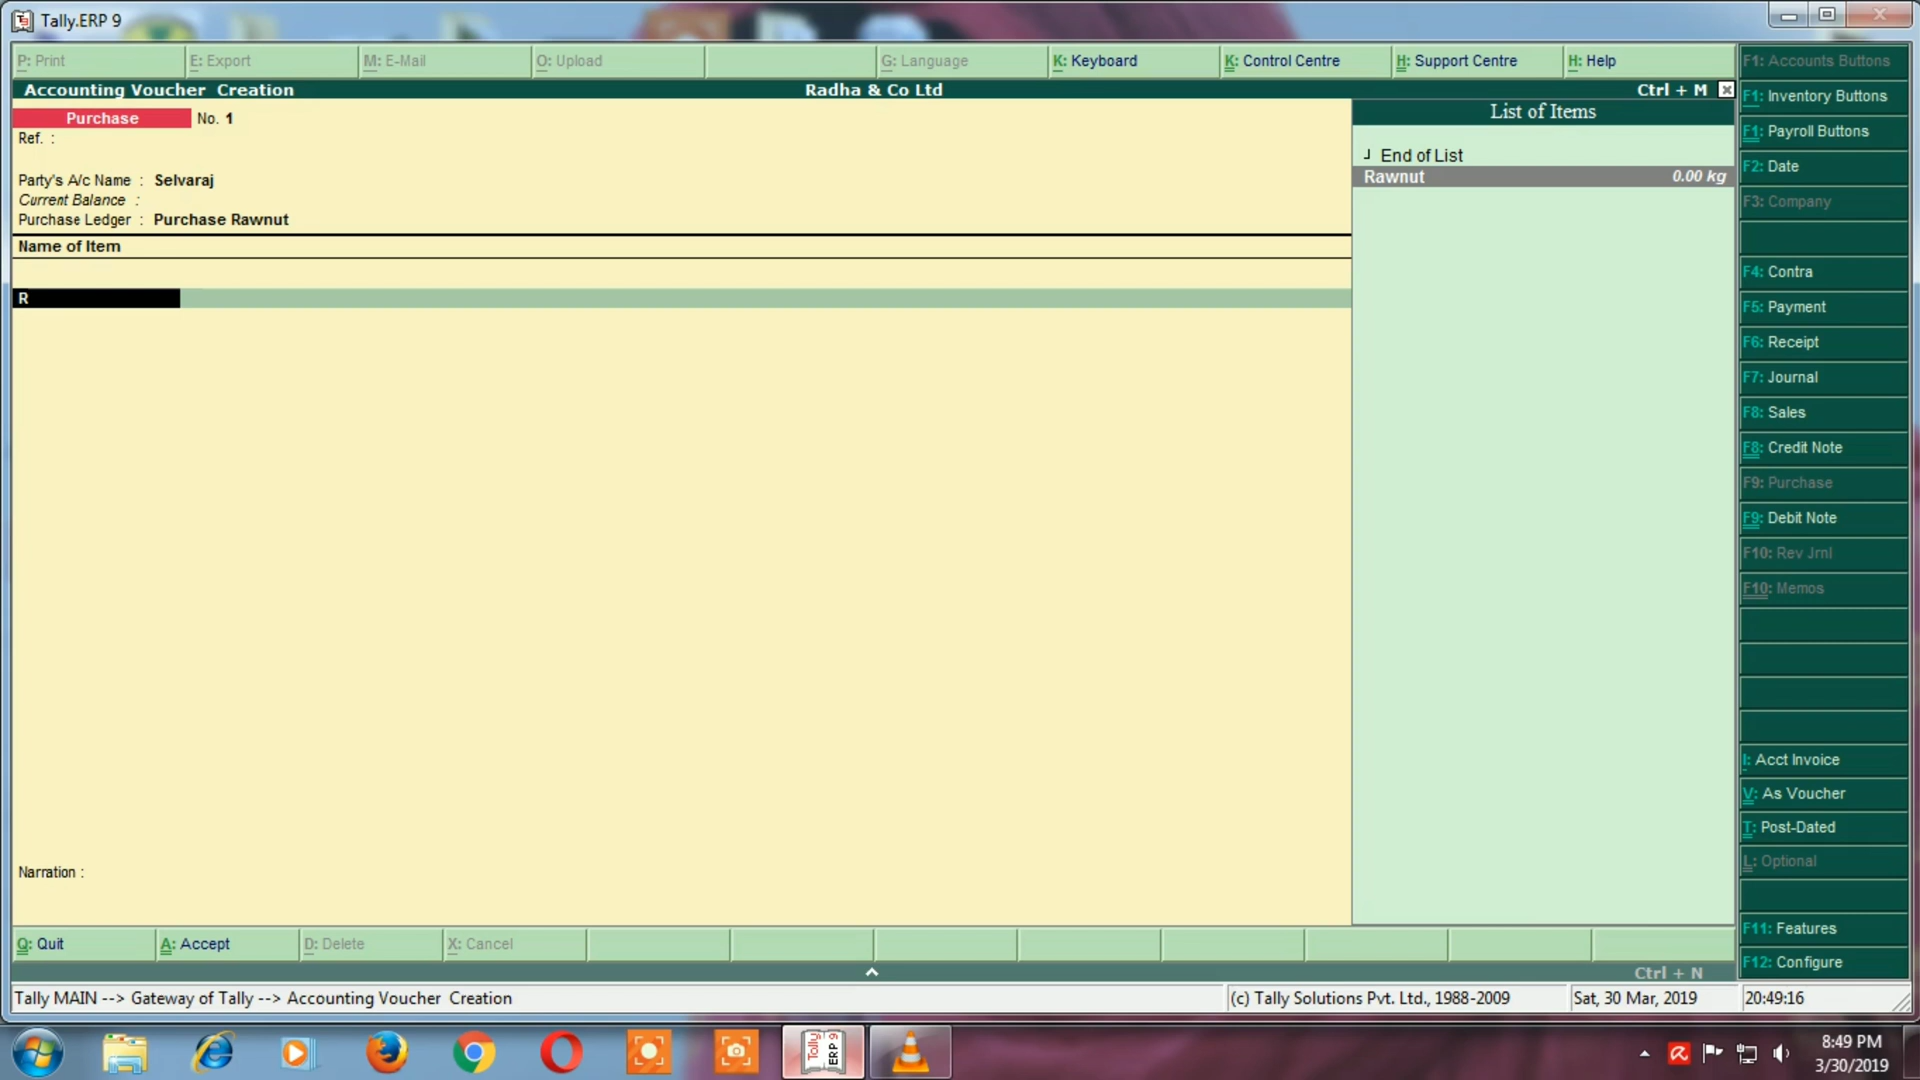 Tally.ERP 9
P: Print
E: Export
M: E-Mail
O: Upload
G: Language
K: Keyboard
K: Control Centre
H: Support Centre
H: Help
Accounting Voucher Creation
Radha & Co Ltd
Ctrl + M
Purchase
No. 1
Ref. :
Party's A/c Name : Selvaraj
Current Balance :
Purchase Ledger : Purchase Rawnut
Name of Item
R
Narration :
List of Items
End of List
Rawnut 0.00 kg
F1: Accounts Buttons
F1: Inventory Buttons
F1: Payroll Buttons
F2: Date
F3: Company
F4: Contra
F5: Payment
F6: Receipt
F7: Journal
F8: Sales
F8: Credit Note
F9: Purchase
F9: Debit Note
F10: Rev Jrnl
F10: Memos
I: Acct Invoice
V: As Voucher
T: Post-Dated
L: Optional
F11: Features
F12: Configure
Q: Quit
A: Accept
D: Delete
X: Cancel
Ctrl + N
Tally MAIN --> Gateway of Tally --> Accounting Voucher Creation
(c) Tally Solutions Pvt. Ltd., 1988-2009
Sat, 30 Mar, 2019
20:49:16
Tally
ERP 9
8:49 PM
3/30/2019